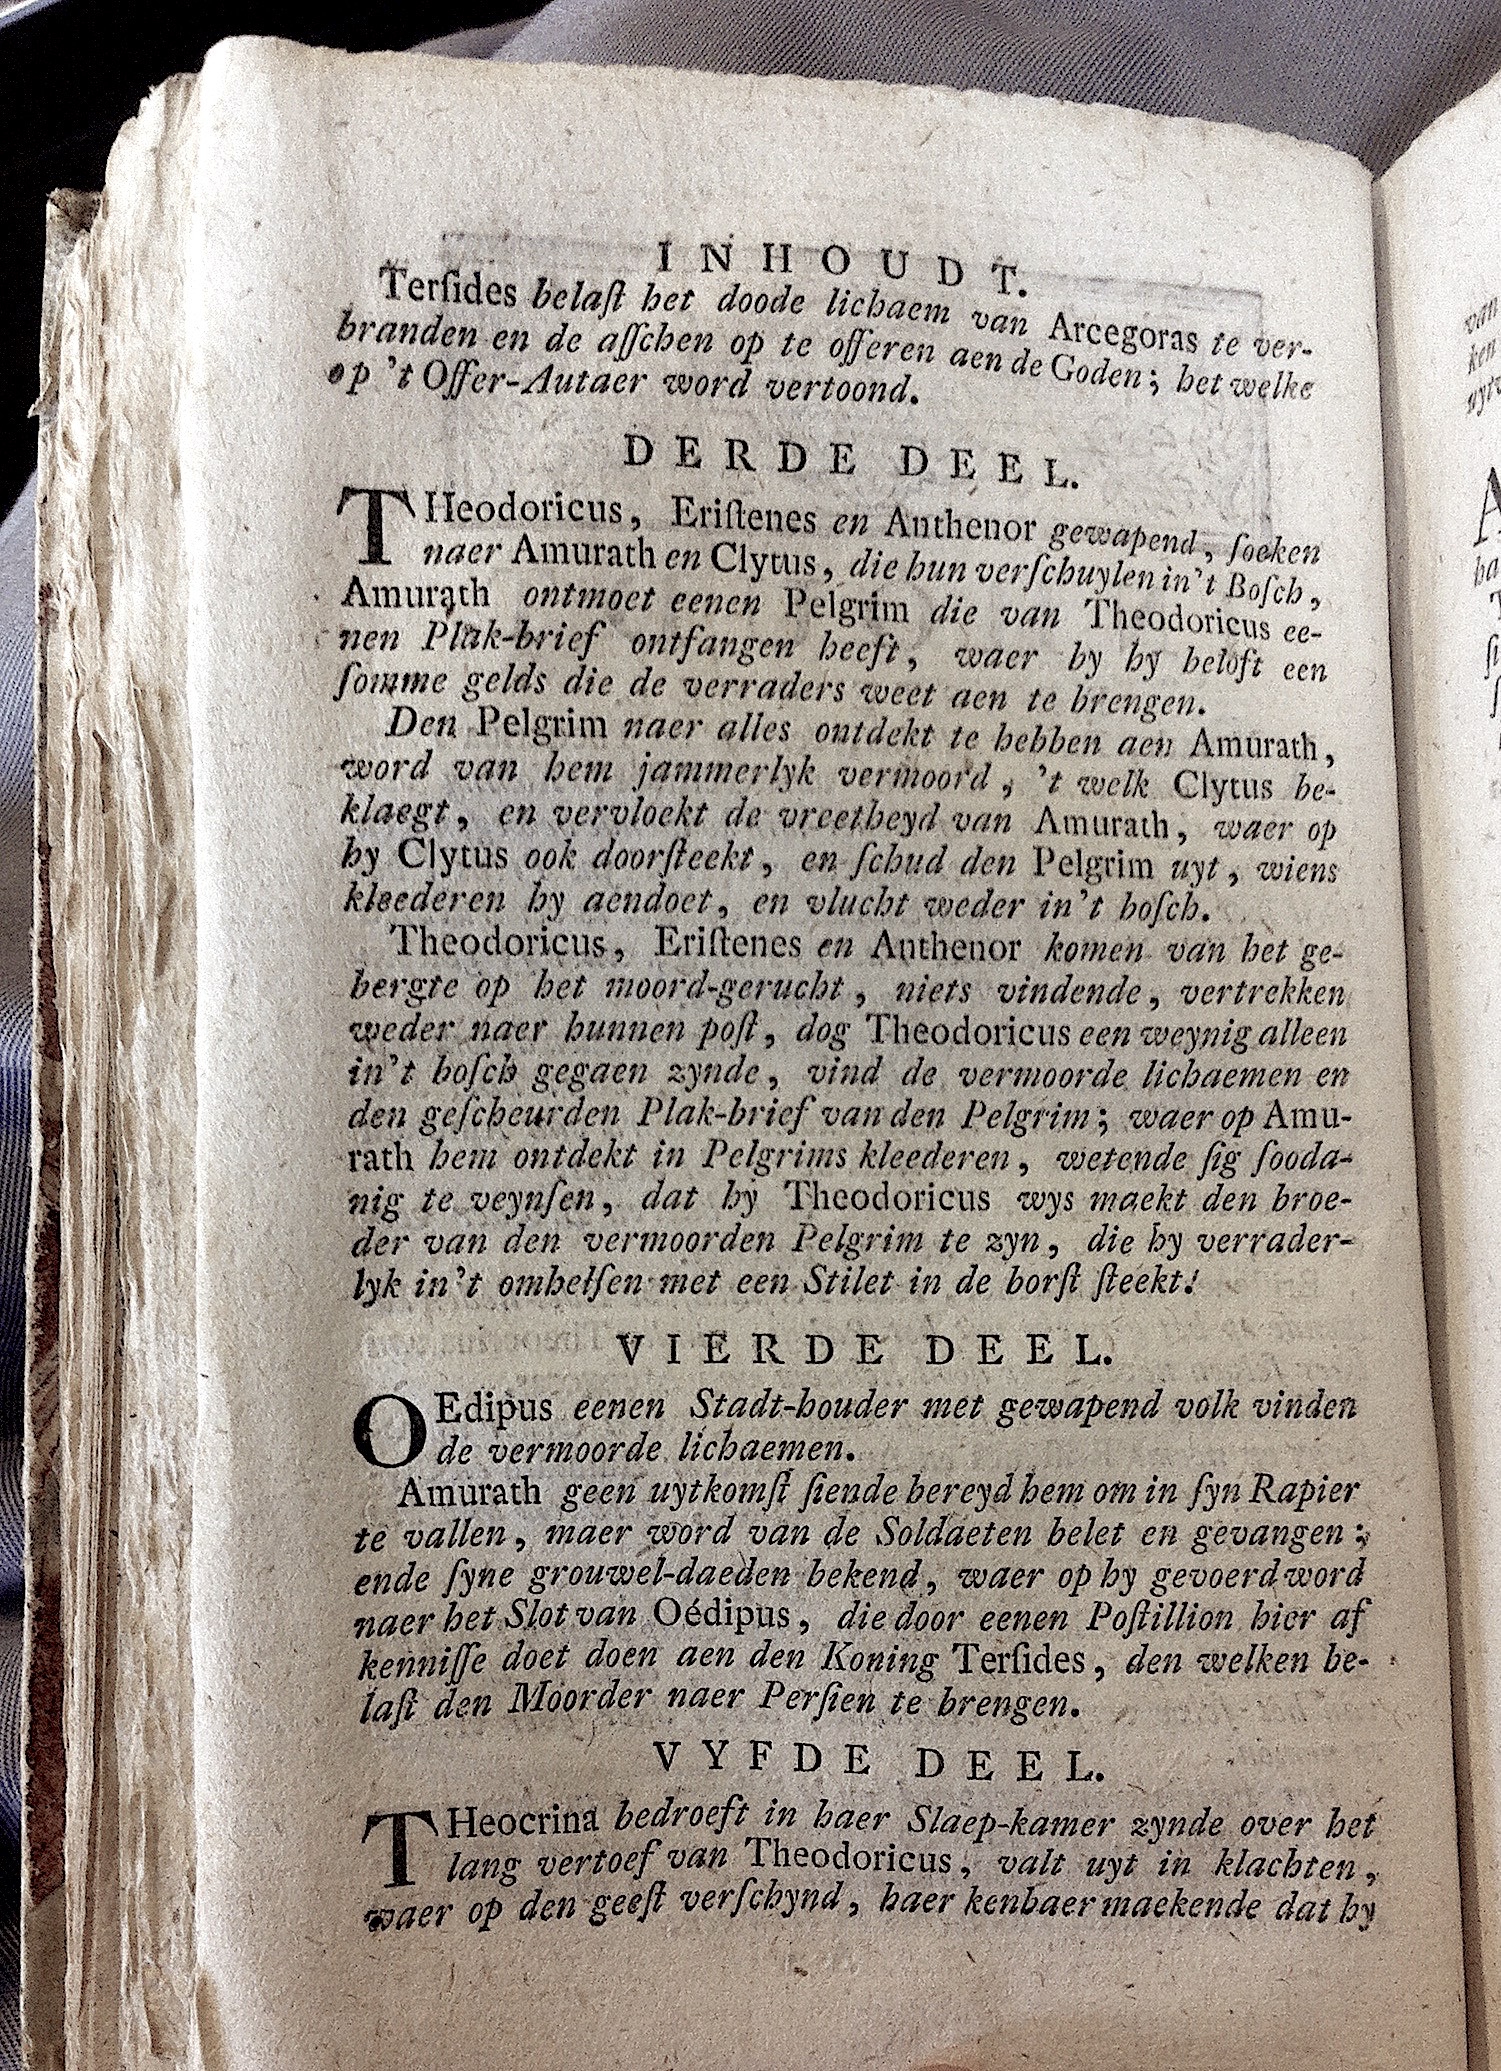 INHOUDT.
Terſides belaſt het doode lichaem van Arcegoras te ver-
branden en de aſſchen op te offeren aen de Goden; het welke
op 't Offer-Autaer word vertoond.
DERDE DEEL.
THeodoricus, Eriſtenes en Anthenor gewapend, ſoeken
naer Amurath en Clytus, die hun verſchuylen in't Boſch,
Amurath ontmoet eenen Pelgrim die van Theodoricus ee-
nen Plak-brief ontfangen heeft, waer by hy beloft een
ſomme gelds die de verraders weet aen te brengen.
Den Pelgrim naer alles ontdekt te hebben aen Amurath,
word van hem jammerlyk vermoord, 't welk Clytus be-
klaegt, en vervloekt de vreetheyd van Amurath, waer op
hy Clytus ook doorſteekt, en ſchud den Pelgrim uyt, wiens
kleederen hy aendoet, en vlucht weder in't boſch.
Theodoricus, Eriſtenes en Anthenor komen van het ge-
bergte op het moord-gerucht, niets vindende, vertrekken
weder naer hunnen poſt, dog Theodoricus een weynig alleen
in't boſch gegaen zynde, vind de vermoorde lichaemen en
den geſcheurden Plak-brief van den Pelgrim; waer op Amu-
rath hem ontdekt in Pelgrims kleederen, wetende ſig ſooda-
nig te veynſen, dat hy Theodoricus wys maekt den broe-
der van den vermoorden Pelgrim te zyn, die hy verrader-
lyk in't omhelſen met een Stilet in de borſt ſteekt!
VIERDE DEEL.
OEdipus eenen Stadt-houder met gewapend volk vinden
de vermoorde lichaemen.
Amurath geen uytkomſt ſiende bereyd hem om in ſyn Rapier
te vallen, maer word van de Soldaeten belet en gevangen;
ende ſyne grouwel-daeden bekend, waer op hy gevoerd word
naer het Slot van Oédipus, die door eenen Poſtillion hier af
kenniſſe doet doen aen den Koning Terſides, den welken be-
laſt den Moorder naer Perſien te brengen.
VYFDE DEEL.
THeocrina bedroeft in haer Slaep-kamer zynde over het
lang vertoef van Theodoricus, valt uyt in klachten,
waer op den geeſt verſchynd, haer kenbaer maekende dat hy